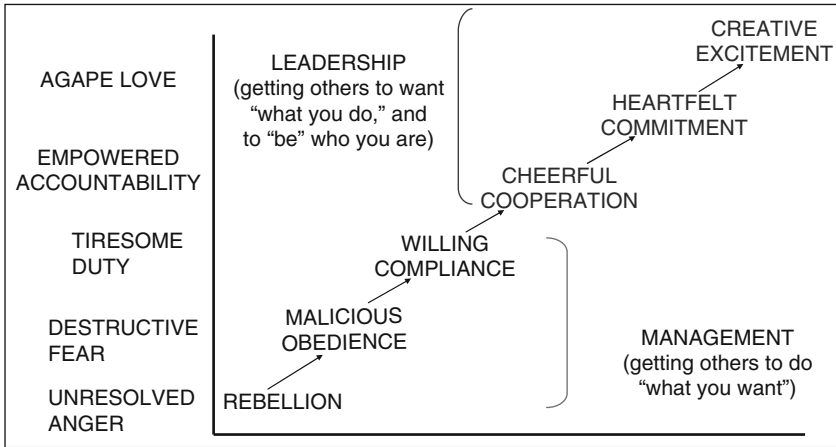 AGAPE LOVE
EMPOWERED
ACCOUNTABILITY
TIRESOME
DUTY
DESTRUCTIVE
FEAR
UNRESOLVED
ANGER
LEADERSHIP
(getting others to want
“what you do,” and
to “be” who you are)
CREATIVE
EXCITEMENT
HEARTFELT
COMMITMENT
CHEERFUL
COOPERATION
WILLING
COMPLIANCE
MALICIOUS
OBEDIENCE
REBELLION
MANAGEMENT
(getting others to do
“what you want”)